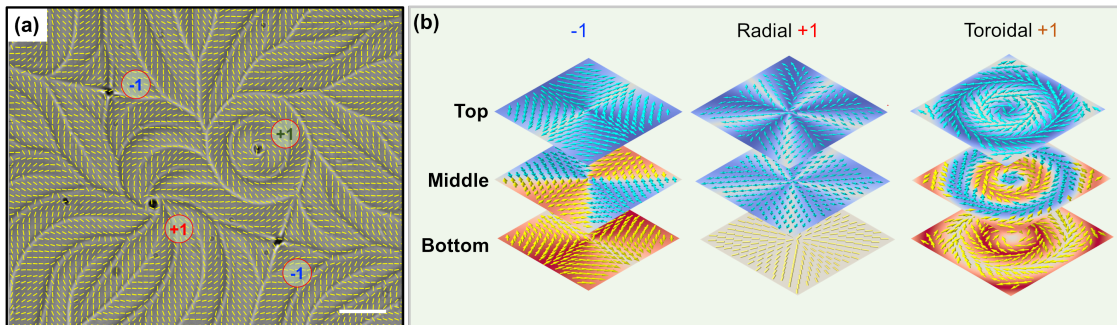 (a)
-1
+1
+1
-1
(b)
-1
Radial +1
Toroidal +1
Top
Middle
Bottom